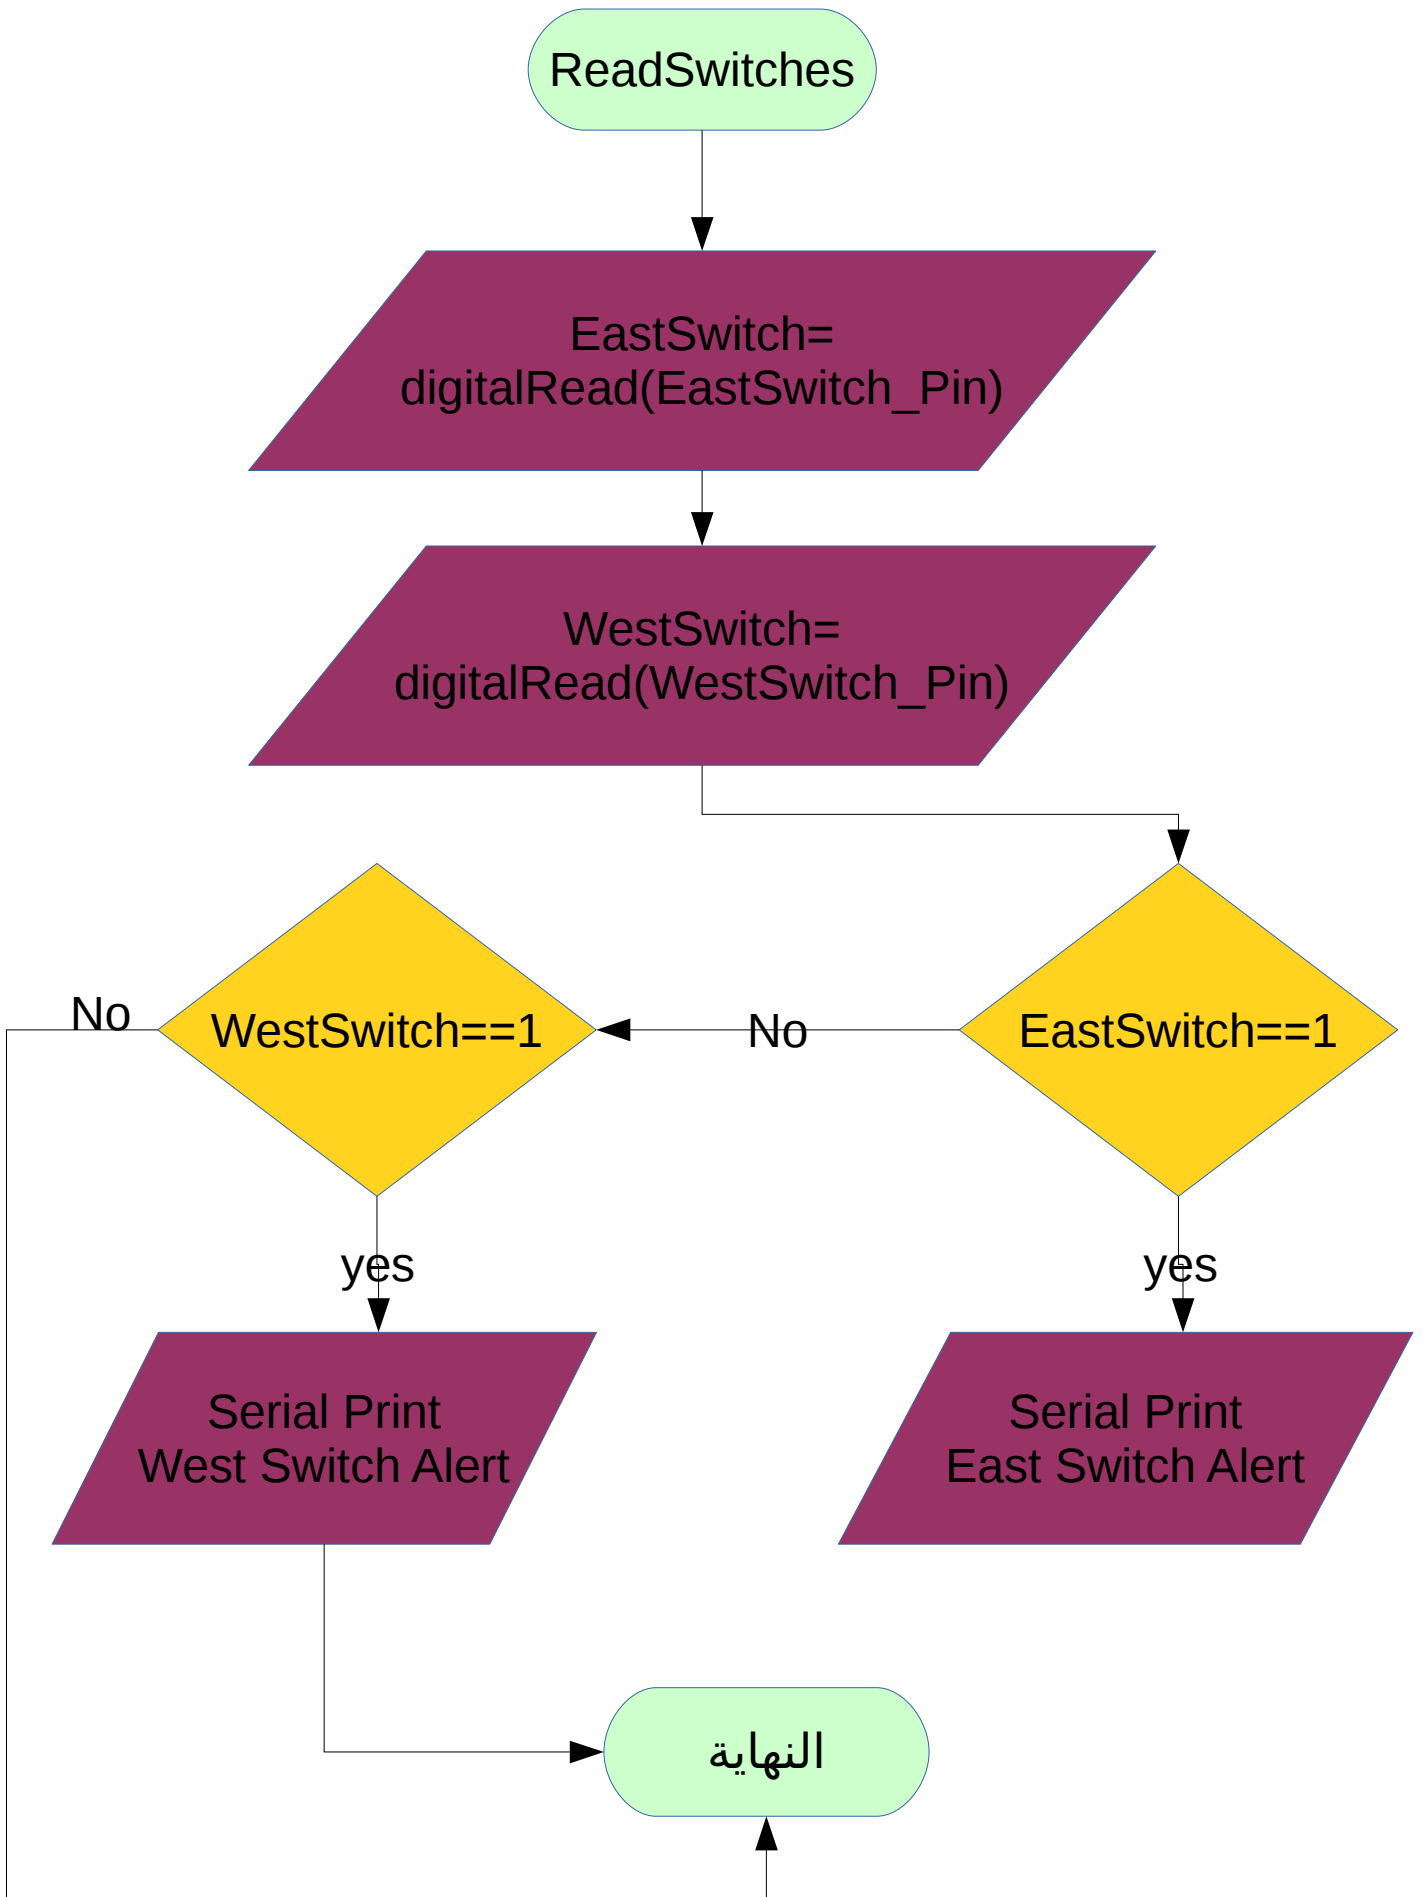 ReadSwitches
EastSwitch=
digitalRead(EastSwitch_Pin)
WestSwitch=
digitalRead(WestSwitch_Pin)
No
WestSwitch==1
No
EastSwitch==1
yes
yes
Serial Print
West Switch Alert
Serial Print
East Switch Alert
النهاية